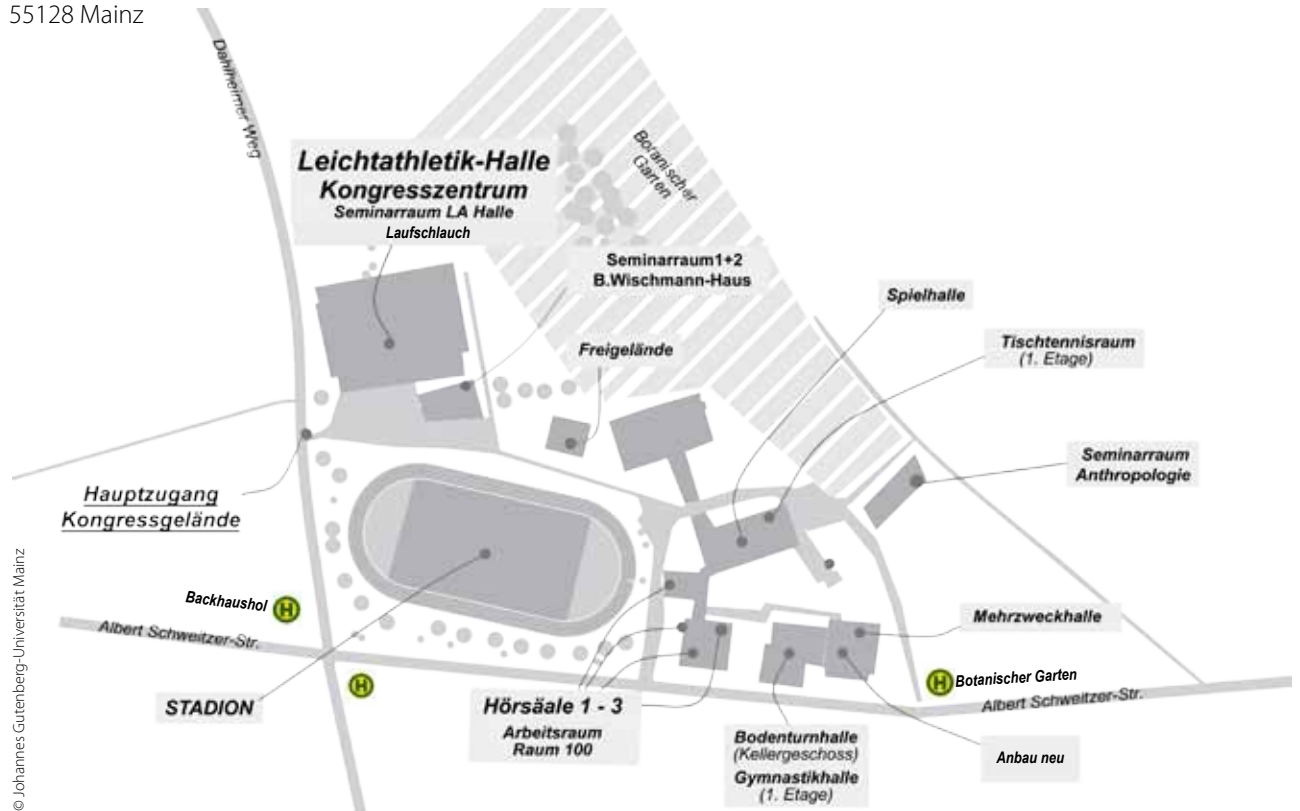 55128 Mainz
Dahlheimer Weg
Leichtathletik-Halle
Kongresszentrum
Seminarraum LA Halle
Laufschlauch
Botanischer
Garten
Seminarraum1+2
B.Wischmann-Haus
Spielhalle
Freigelände
Tischtennisraum
(1. Etage)
Seminarraum
Anthropologie
Hauptzugang
Kongressgelände
Backhaushol
H
Albert Schweitzer-Str.
Mehrzweckhalle
H
STADION
H
Botanischer Garten
Albert Schweitzer-Str.
Hörsäale 1 - 3
Arbeitsraum
Raum 100
Bodenturnhalle
(Kellergeschoss)
Gymnastikhalle
(1. Etage)
Anbau neu
© Johannes Gutenberg-Universität Mainz